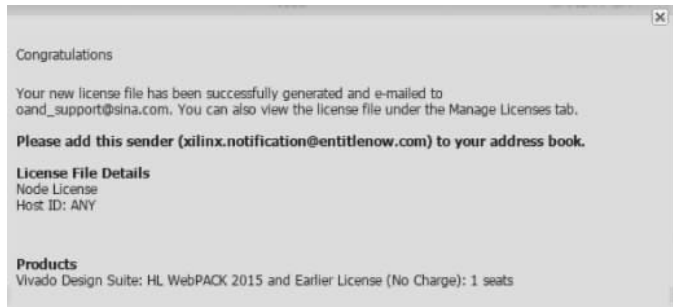 Congratulations
Your new license file has been successfully generated and e-mailed to
oand_support@sina.com. You can also view the license file under the Manage Licenses tab.
Please add this sender (xilinx.notification@entitlenow.com) to your address book.
License File Details
Node License
Host ID: ANY
Products
Vivado Design Suite: HL WebPACK 2015 and Earlier License (No Charge): 1 seats